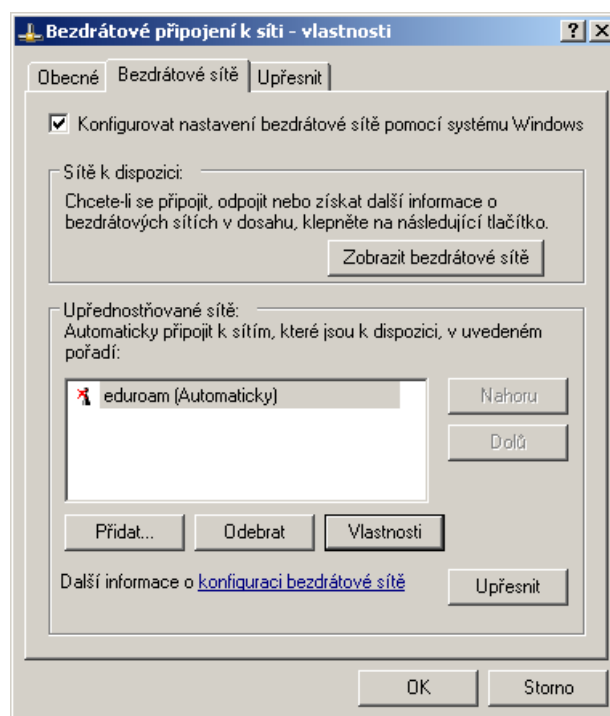 Bezdrátové připojení k síti - vlastnosti
Obecné Bezdrátové sítě Upřesnit
Konfigurovat nastavení bezdrátové sítě pomocí systému Windows
Sítě k dispozici:
Chcete-li se připojit, odpojit nebo získat další informace o
bezdrátových sítích v dosahu, klepněte na následující tlačítko.
Zobrazit bezdrátové sítě
Upřednostňované sítě:
Automaticky připojit k sítím, které jsou k dispozici, v uvedeném
pořadí:
eduroam (Automaticky)
Nahoru
Dolů
Přidat... Odebrat Vlastnosti
Další informace o konfiguraci bezdrátové sítě
Upřesnit
OK Storno